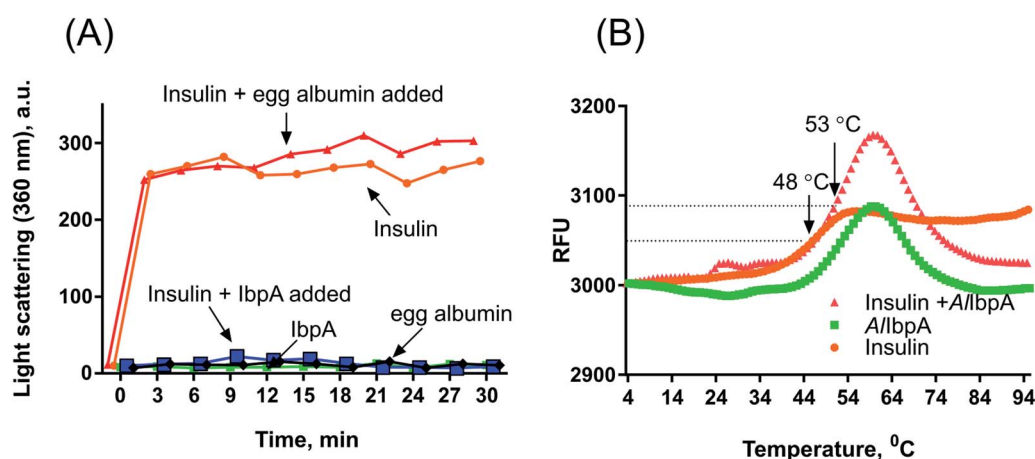 (A)
Light scattering (360 nm), a.u.
300
200
100
0
Insulin + egg albumin added
Insulin
Insulin + IbpA added
IbpA
egg albumin
0 3 6 9 12 15 18 21 24 27 30
Time, min
(B)
RFU
3200
3100
3000
2900
53 °C
48 °C
Insulin +AlIbpA
AlIbpA
Insulin
4 14 24 34 44 54 64 74 84 94
Temperature, ⁰C